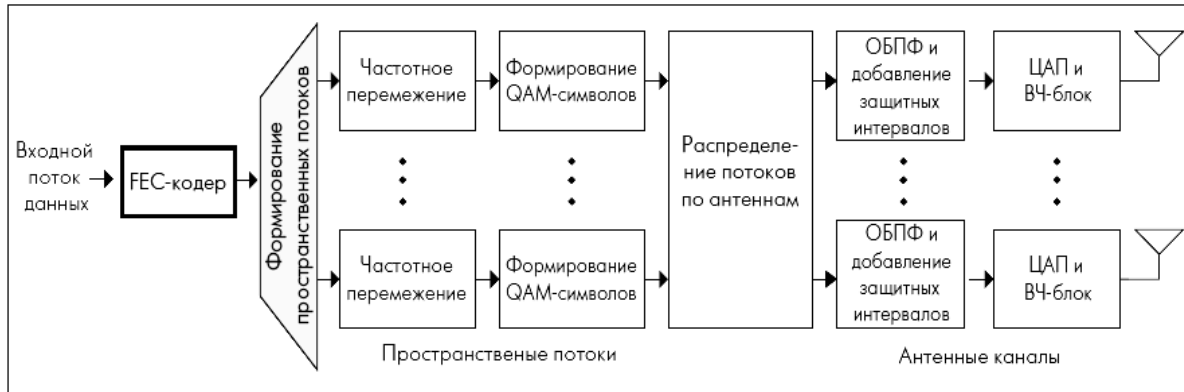 Входной
поток
данных
FEC-кодер
Формирование
пространственных потоков
Частотное
перемежение
Формирование
QAM-символов
Распределе-
ние потоков
по антеннам
ОБПФ и
добавление
защитных
интервалов
ЦАП и
ВЧ-блок
Частотное
перемежение
Формирование
QAM-символов
ОБПФ и
добавление
защитных
интервалов
ЦАП и
ВЧ-блок
Пространственые потоки
Антенные каналы